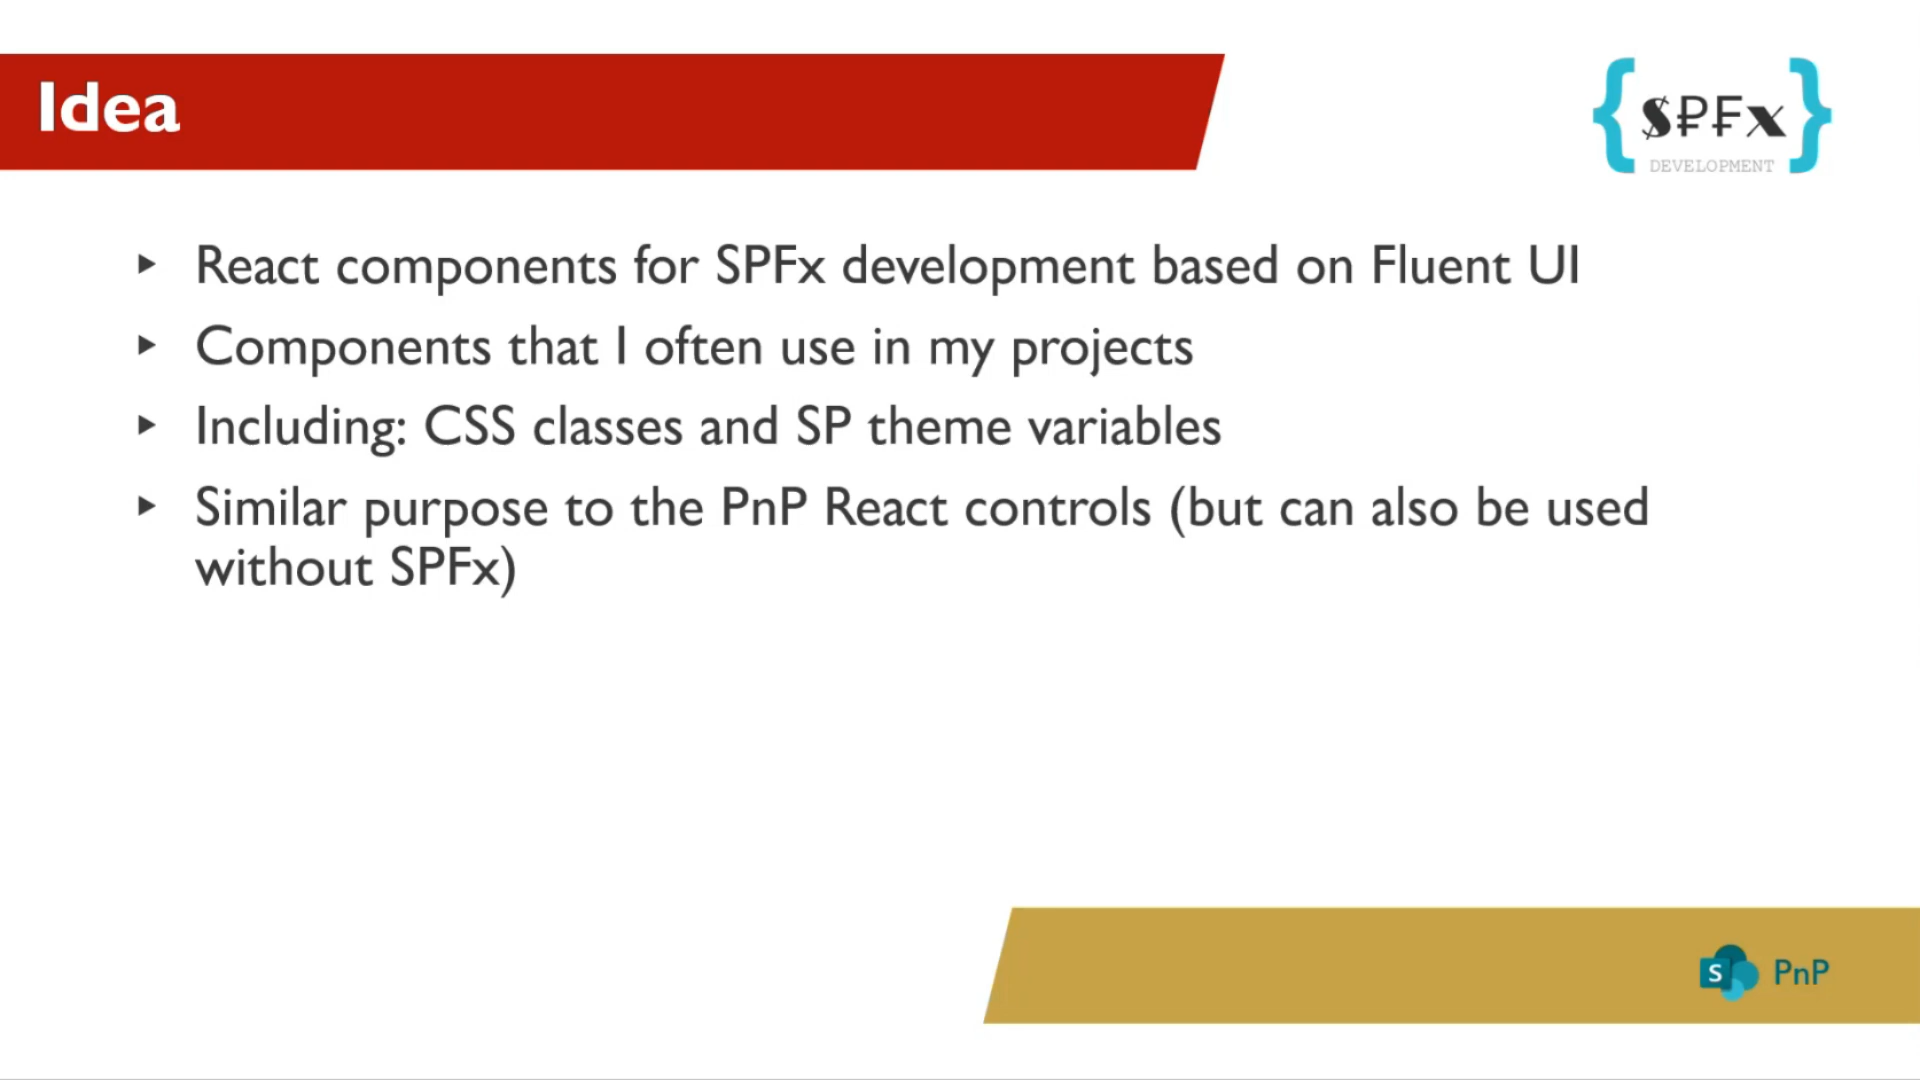 Idea
$₽₣x
DEVELOPMENT
▸ React components for SPFx development based on Fluent UI
▸ Components that I often use in my projects
▸ Including: CSS classes and SP theme variables
▸ Similar purpose to the PnP React controls (but can also be used
without SPFx)
S PnP